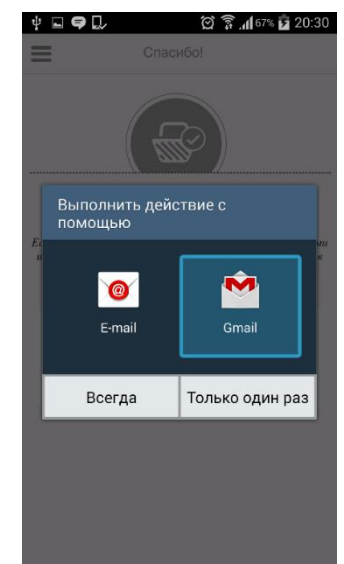 67% 20:30
Спасибо!
Выполнить действие с
помощью
E-mail
Gmail
Всегда
Только один раз